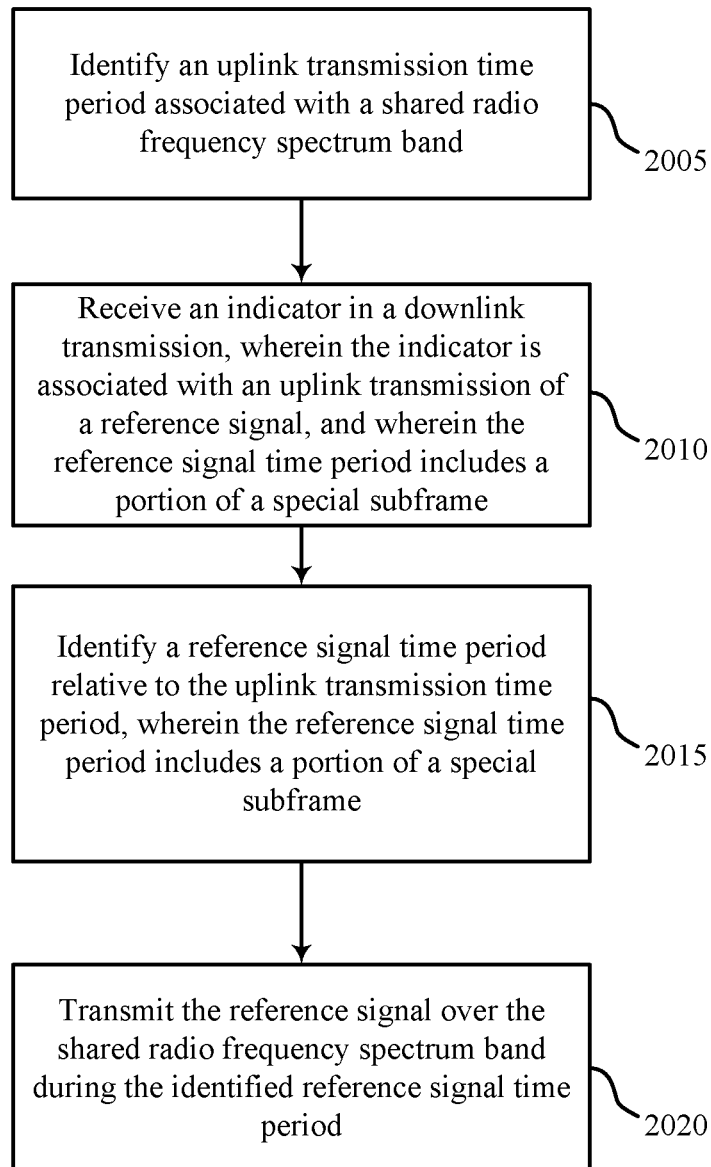 Identify an uplink transmission time
period associated with a shared radio
frequency spectrum band
2005
Receive an indicator in a downlink
transmission, wherein the indicator is
associated with an uplink transmission of
a reference signal, and wherein the
reference signal time period includes a
portion of a special subframe
2010
Identify a reference signal time period
relative to the uplink transmission time
period, wherein the reference signal time
period includes a portion of a special
subframe
2015
Transmit the reference signal over the
shared radio frequency spectrum band
during the identified reference signal time
period
2020